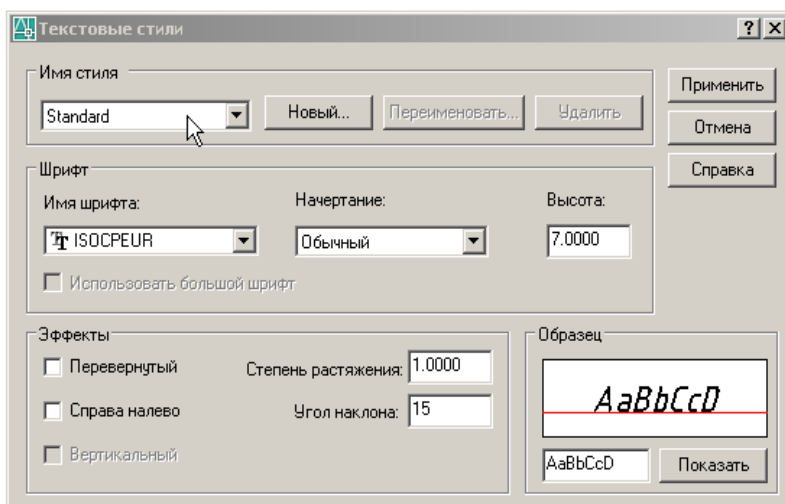 Текстовые стили
Имя стиля
Standard
Новый...
Переименовать...
Удалить
Применить
Отмена
Справка
Шрифт
Имя шрифта:
Начертание:
Высота:
ISOCPEUR
Обычный
7.0000
Использовать большой шрифт
Эффекты
Перевернутый
Степень растяжения:
1.0000
Справа налево
Угол наклона:
15
Вертикальный
Образец
AaBbCcD
AaBbCcD
Показать